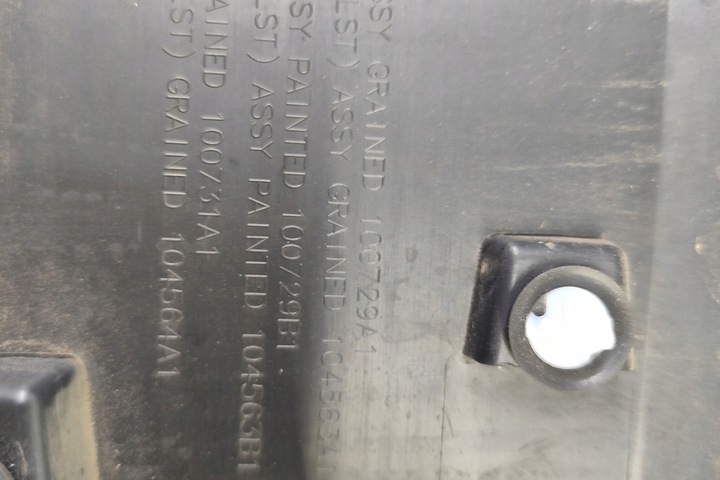 SSY GRAINED 100729A1
LST) ASSY GRAINED 104563A1
SY PAINTED 100729B1
LST) ASSY PAINTED 104563B1
AINED 100731A1
LST) GRAINED 104564A1